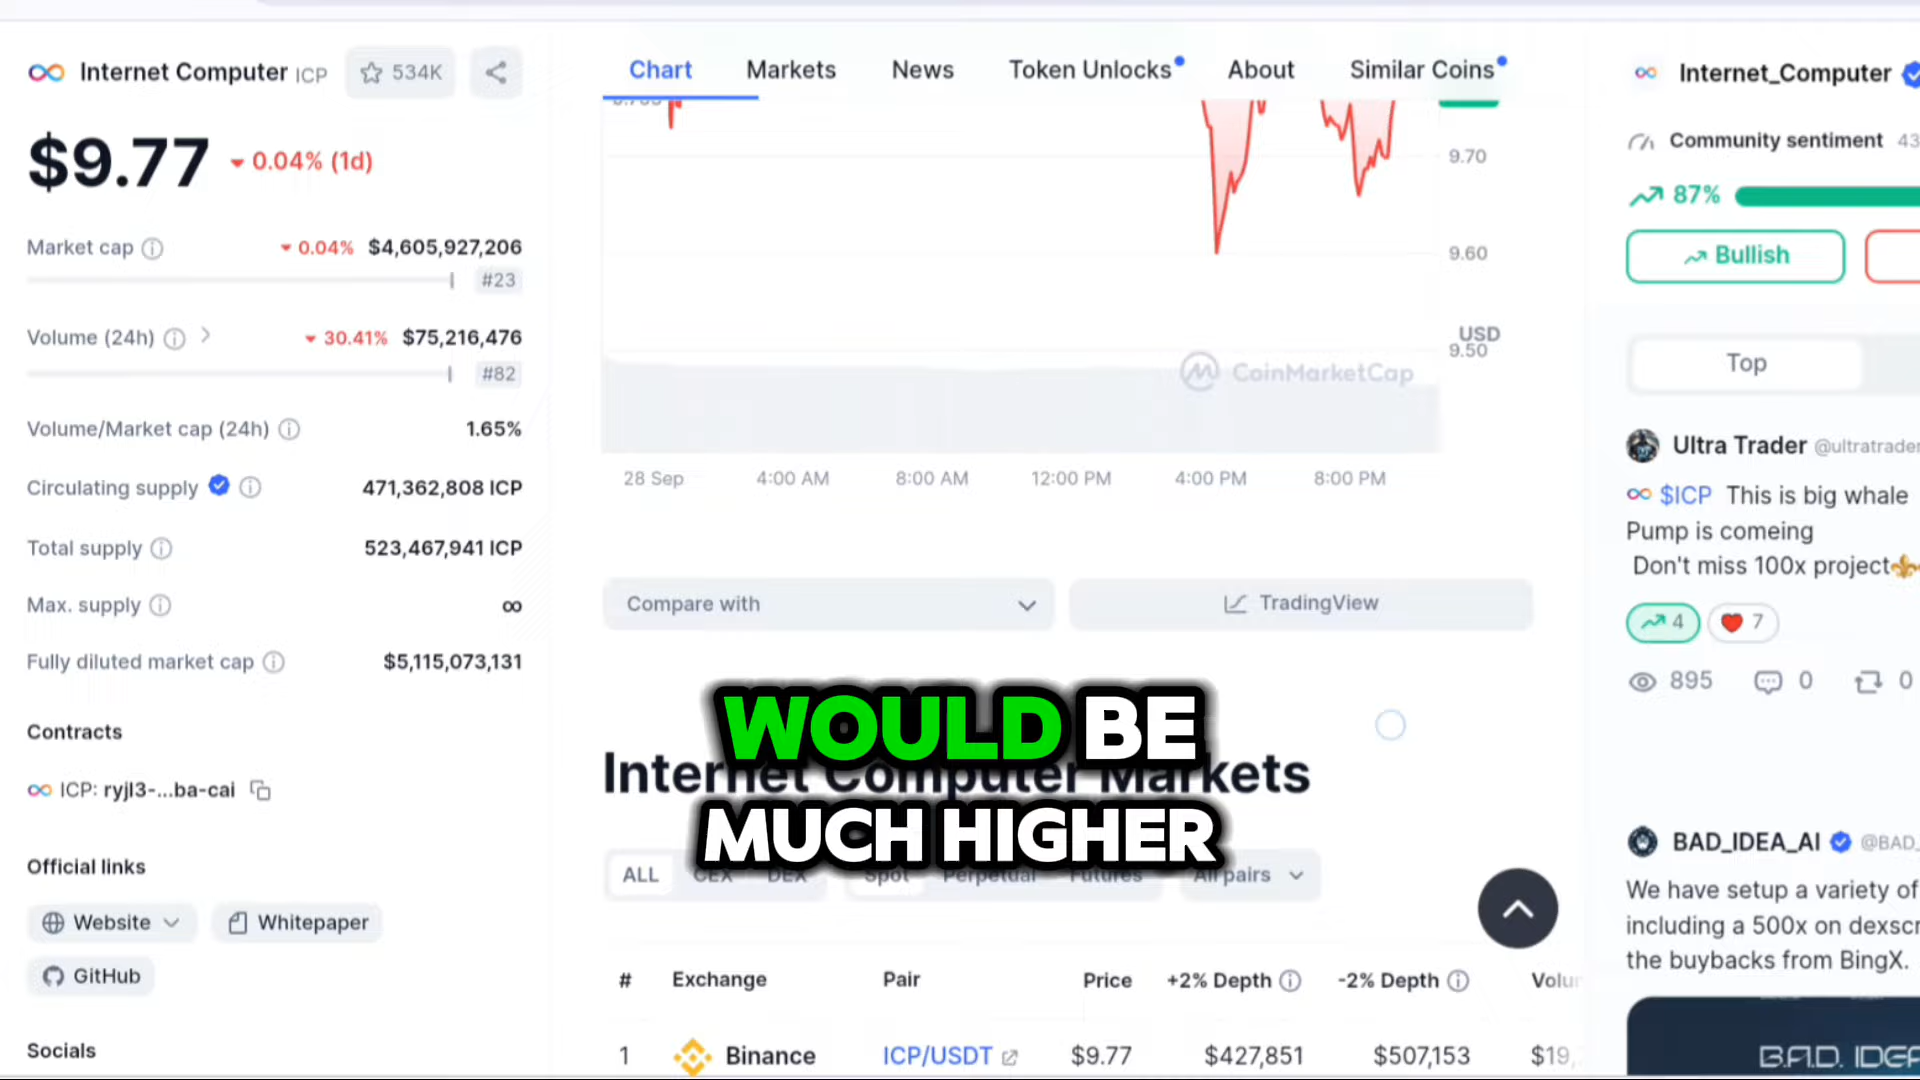 Internet Computer ICP 534K
$9.77 0.04% (1d)
Market cap 0.04% $4,605,927,206
#23
Volume (24h) 30.41% $75,216,476
#82
Volume/Market cap (24h) 1.65%
Circulating supply 471,362,808 ICP
Total supply 523,467,941 ICP
Max. supply ∞
Fully diluted market cap $5,115,073,131
Contracts
ICP: ryjl3-...ba-cai
Official links
Website Whitepaper
GitHub
Socials
Chart Markets News Token Unlocks About Similar Coins
9.70
9.60
USD
9.50
CoinMarketCap
28 Sep 4:00 AM 8:00 AM 12:00 PM 4:00 PM 8:00 PM
Compare with TradingView
WOULD BE
MUCH HIGHER
Internet Computer Markets
ALL CEX DEX Spot Perpetual Futures All pairs
# Exchange Pair Price +2% Depth -2% Depth
1 Binance ICP/USDT $9.77 $427,851 $507,153
Internet_Computer
Community sentiment
87%
Bullish
Top
Ultra Trader
$ICP This is big whale
Pump is comeing
Don't miss 100x project
4 7
895 0 0
BAD_IDEA_AI
We have setup a variety of
including a 500x on
the buybacks from BingX.